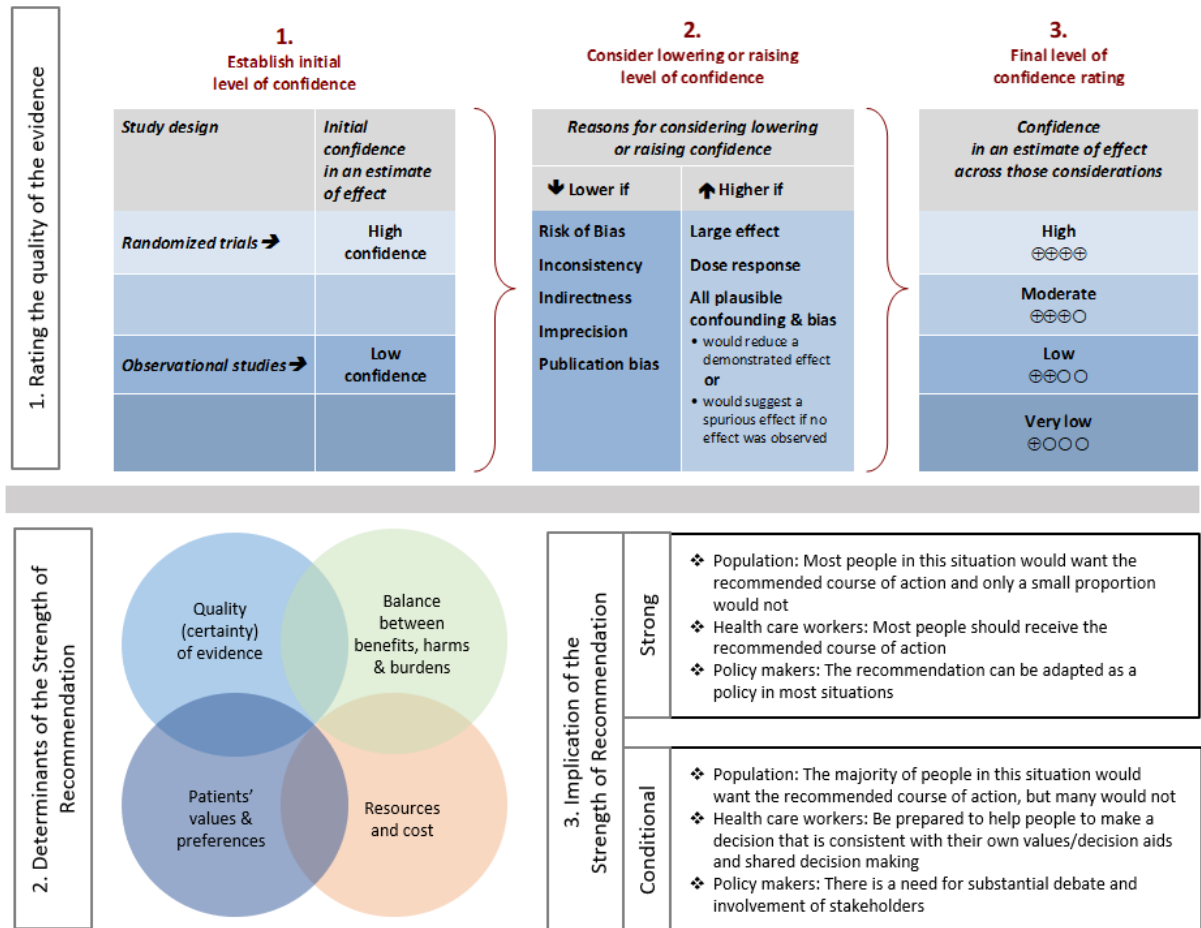 1. Rating the quality of the evidence
1.
Establish initial
level of confidence
Study design
Initial
confidence
in an estimate
of effect
Randomized trials ➔
High
confidence
Observational studies ➔
Low
confidence
2.
Consider lowering or raising
level of confidence
Reasons for considering lowering
or raising confidence
🡇 Lower if
🡅 Higher if
Risk of Bias
Inconsistency
Indirectness
Imprecision
Publication bias
Large effect
Dose response
All plausible
confounding & bias
• would reduce a
demonstrated effect
or
• would suggest a
spurious effect if no
effect was observed
3.
Final level of
confidence rating
Confidence
in an estimate of effect
across those considerations
High
⊕⊕⊕⊕
Moderate
⊕⊕⊕○
Low
⊕⊕○○
Very low
⊕○○○
2. Determinants of the Strength of
Recommendation
Quality
(certainty)
of evidence
Balance
between
benefits, harms
& burdens
Patients'
values &
preferences
Resources
and cost
3. Implication of the
Strength of Recommendation
Strong
❖ Population: Most people in this situation would want the
recommended course of action and only a small proportion
would not
❖ Health care workers: Most people should receive the
recommended course of action
❖ Policy makers: The recommendation can be adapted as a
policy in most situations
Conditional
❖ Population: The majority of people in this situation would
want the recommended course of action, but many would not
❖ Health care workers: Be prepared to help people to make a
decision that is consistent with their own values/decision aids
and shared decision making
❖ Policy makers: There is a need for substantial debate and
involvement of stakeholders